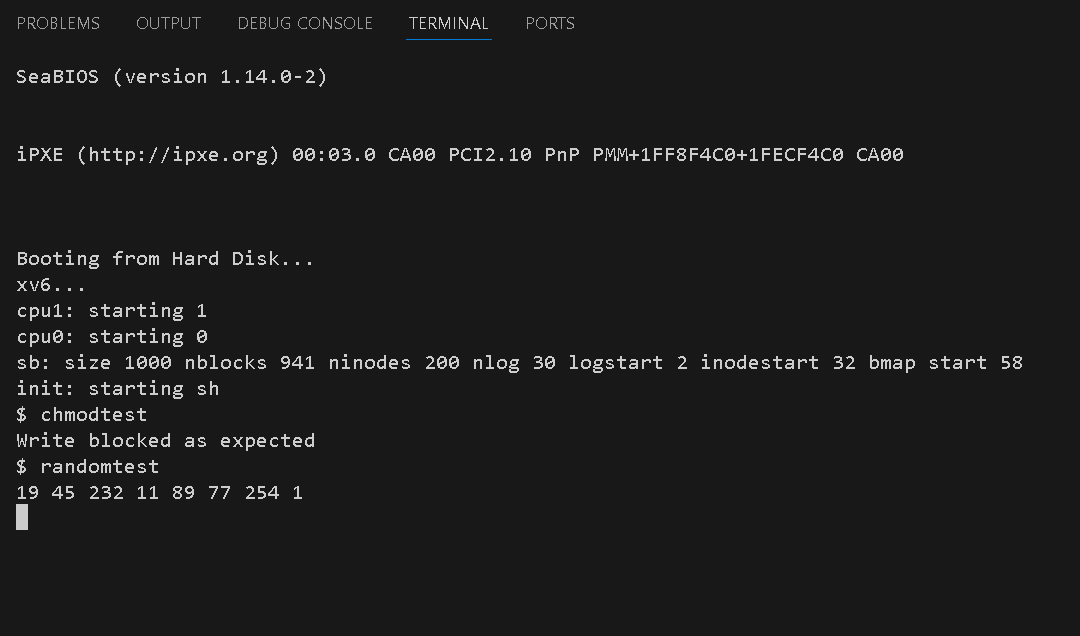 PROBLEMS OUTPUT DEBUG CONSOLE TERMINAL PORTS
SeaBIOS (version 1.14.0-2)
iPXE (http://ipxe.org) 00:03.0 CA00 PCI2.10 PnP PMM+1FF8F4C0+1FECF4C0 CA00
Booting from Hard Disk...
xv6...
cpu1: starting 1
cpu0: starting 0
sb: size 1000 nblocks 941 ninodes 200 nlog 30 logstart 2 inodestart 32 bmap start 58
init: starting sh
$ chmodtest
Write blocked as expected
$ randomtest
19 45 232 11 89 77 254 1